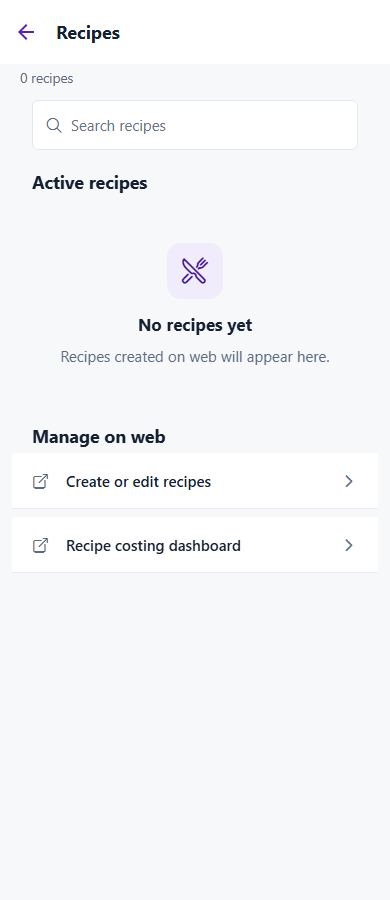 Recipes
0 recipes
Search recipes
Active recipes
No recipes yet
Recipes created on web will appear here.
Manage on web
Create or edit recipes
Recipe costing dashboard